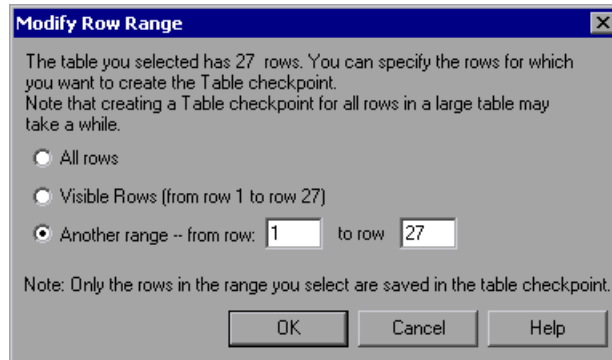 Modify Row Range
The table you selected has 27 rows. You can specify the rows for which
you want to create the Table checkpoint.
Note that creating a Table checkpoint for all rows in a large table may
take a while.
All rows
Visible Rows (from row 1 to row 27)
Another range -- from row: 1 to row 27
Note: Only the rows in the range you select are saved in the table checkpoint.
OK Cancel Help